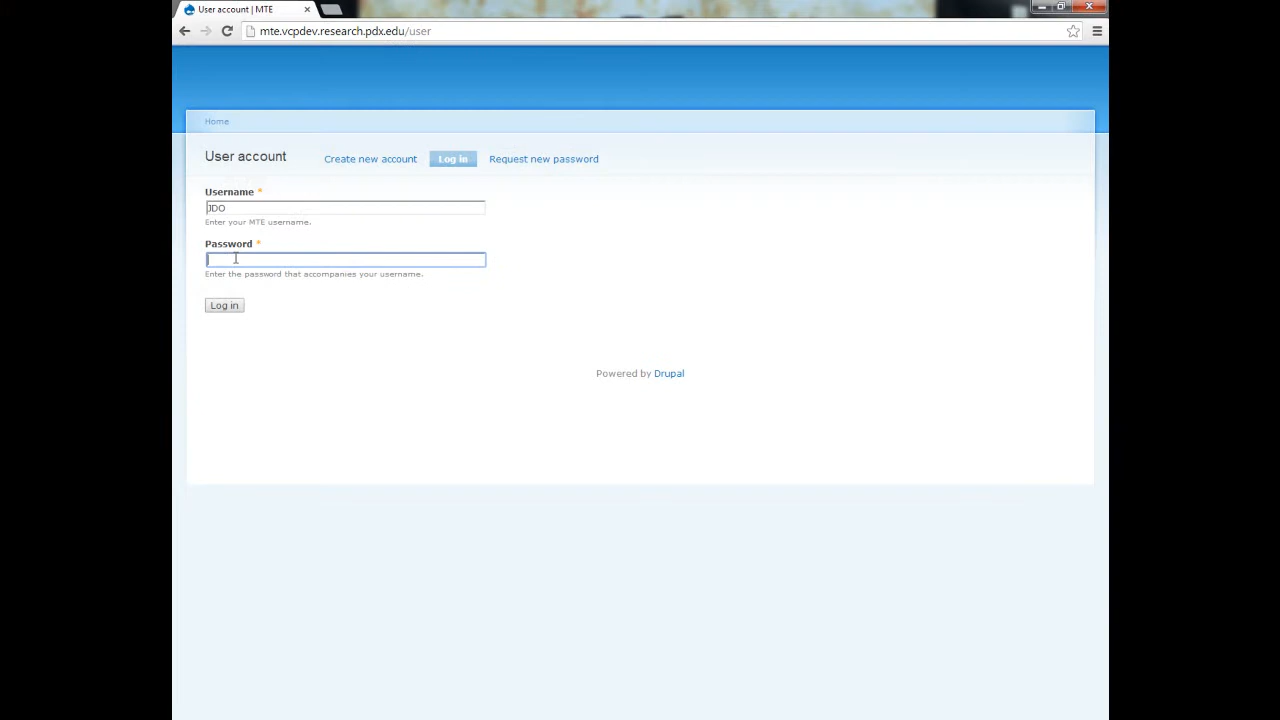 User account | MTE
mte.vcpdev.research.pdx.edu/user
Home
User account Create new account Log in Request new password
Username *
JDO
Enter your MTE username.
Password *
Enter the password that accompanies your username.
Log in
Powered by Drupal